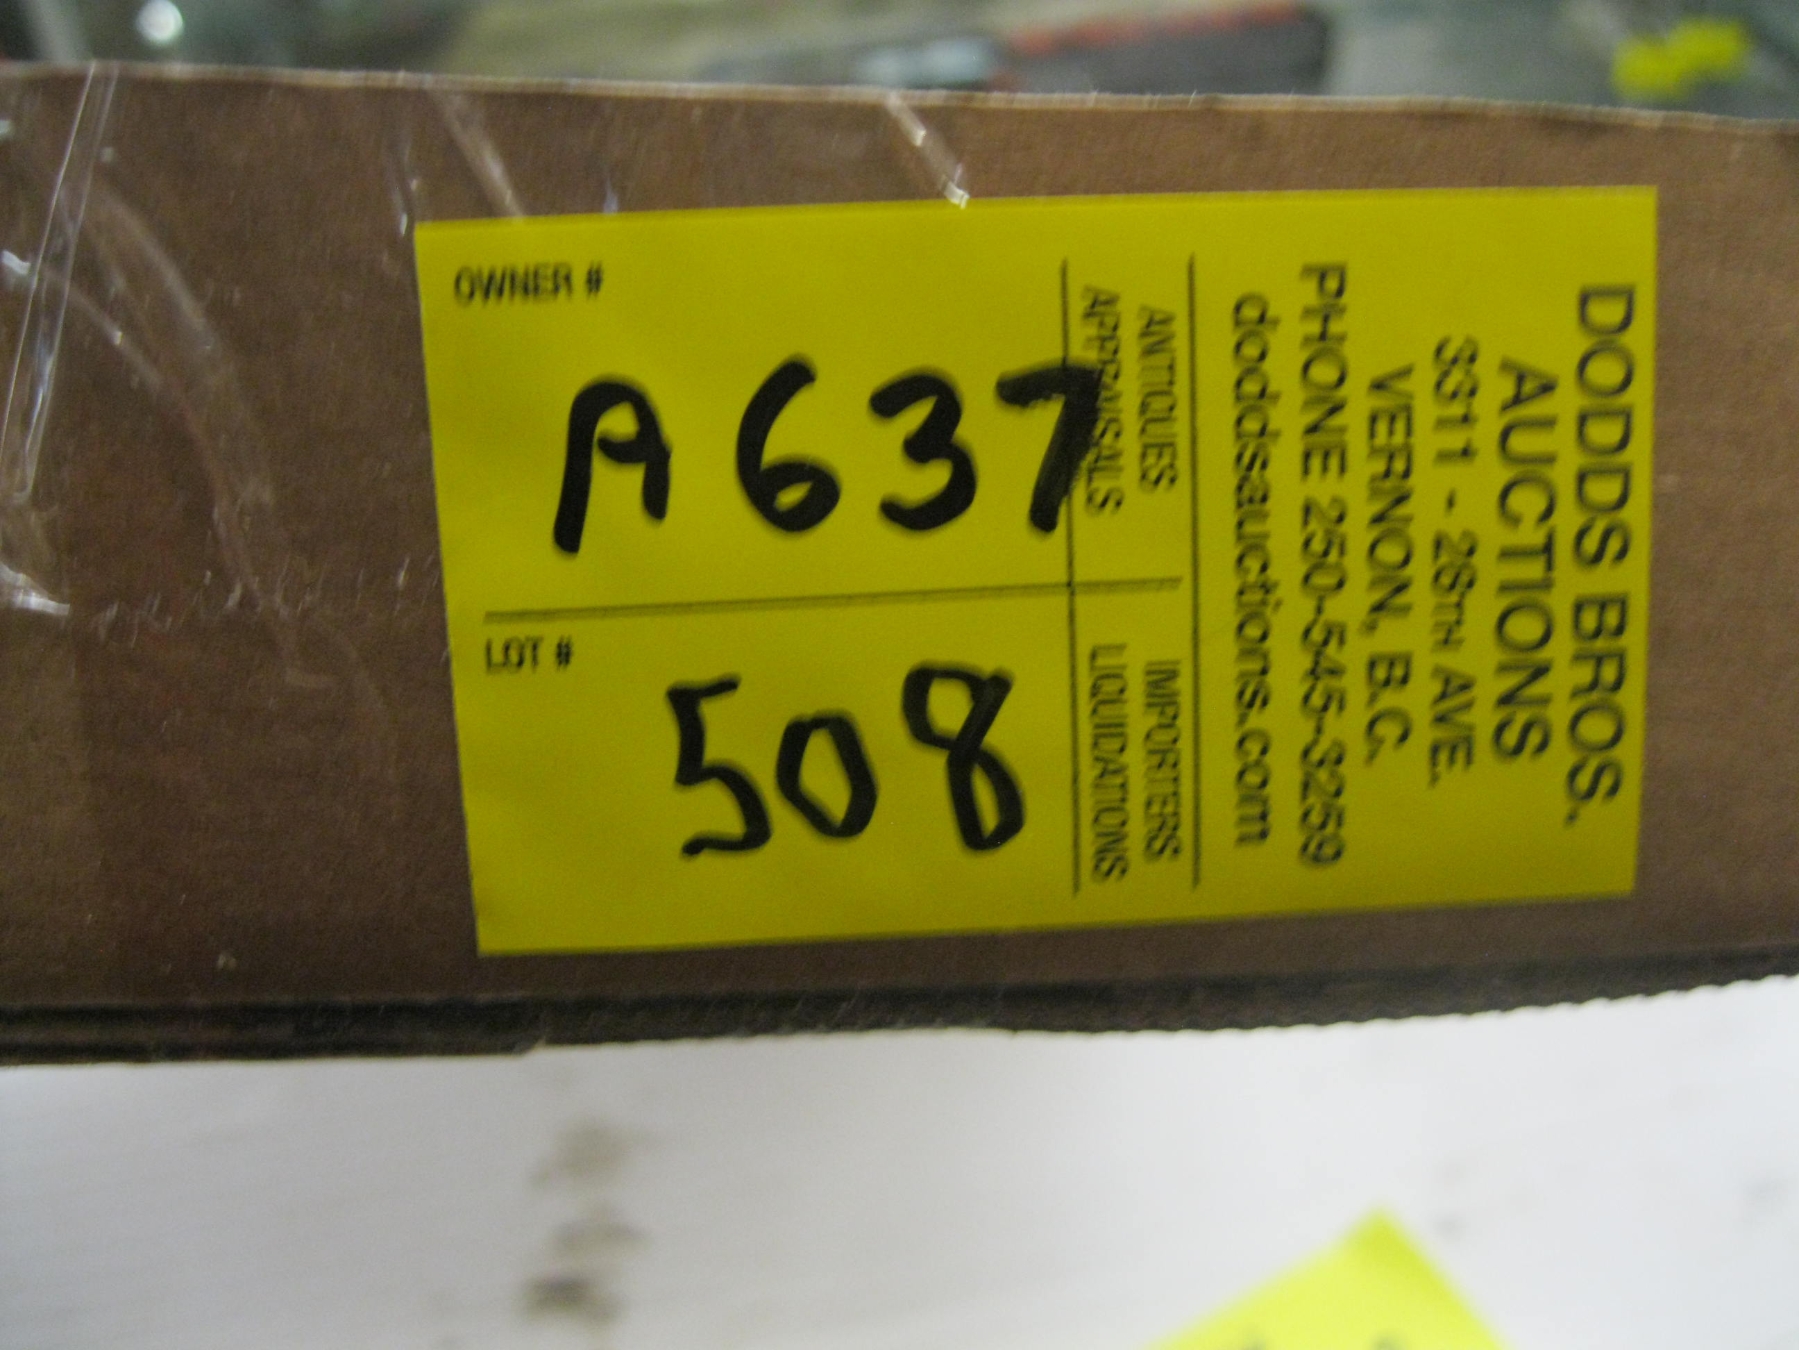 DODDS BROS.
AUCTIONS
3311 - 28TH AVE.
VERNON, B.C.
PHONE 250-545-3259
doddsauctions.com
ANTIQUES IMPORTERS
APPRAISALS LIQUIDATIONS
OWNER #
A637
LOT #
508